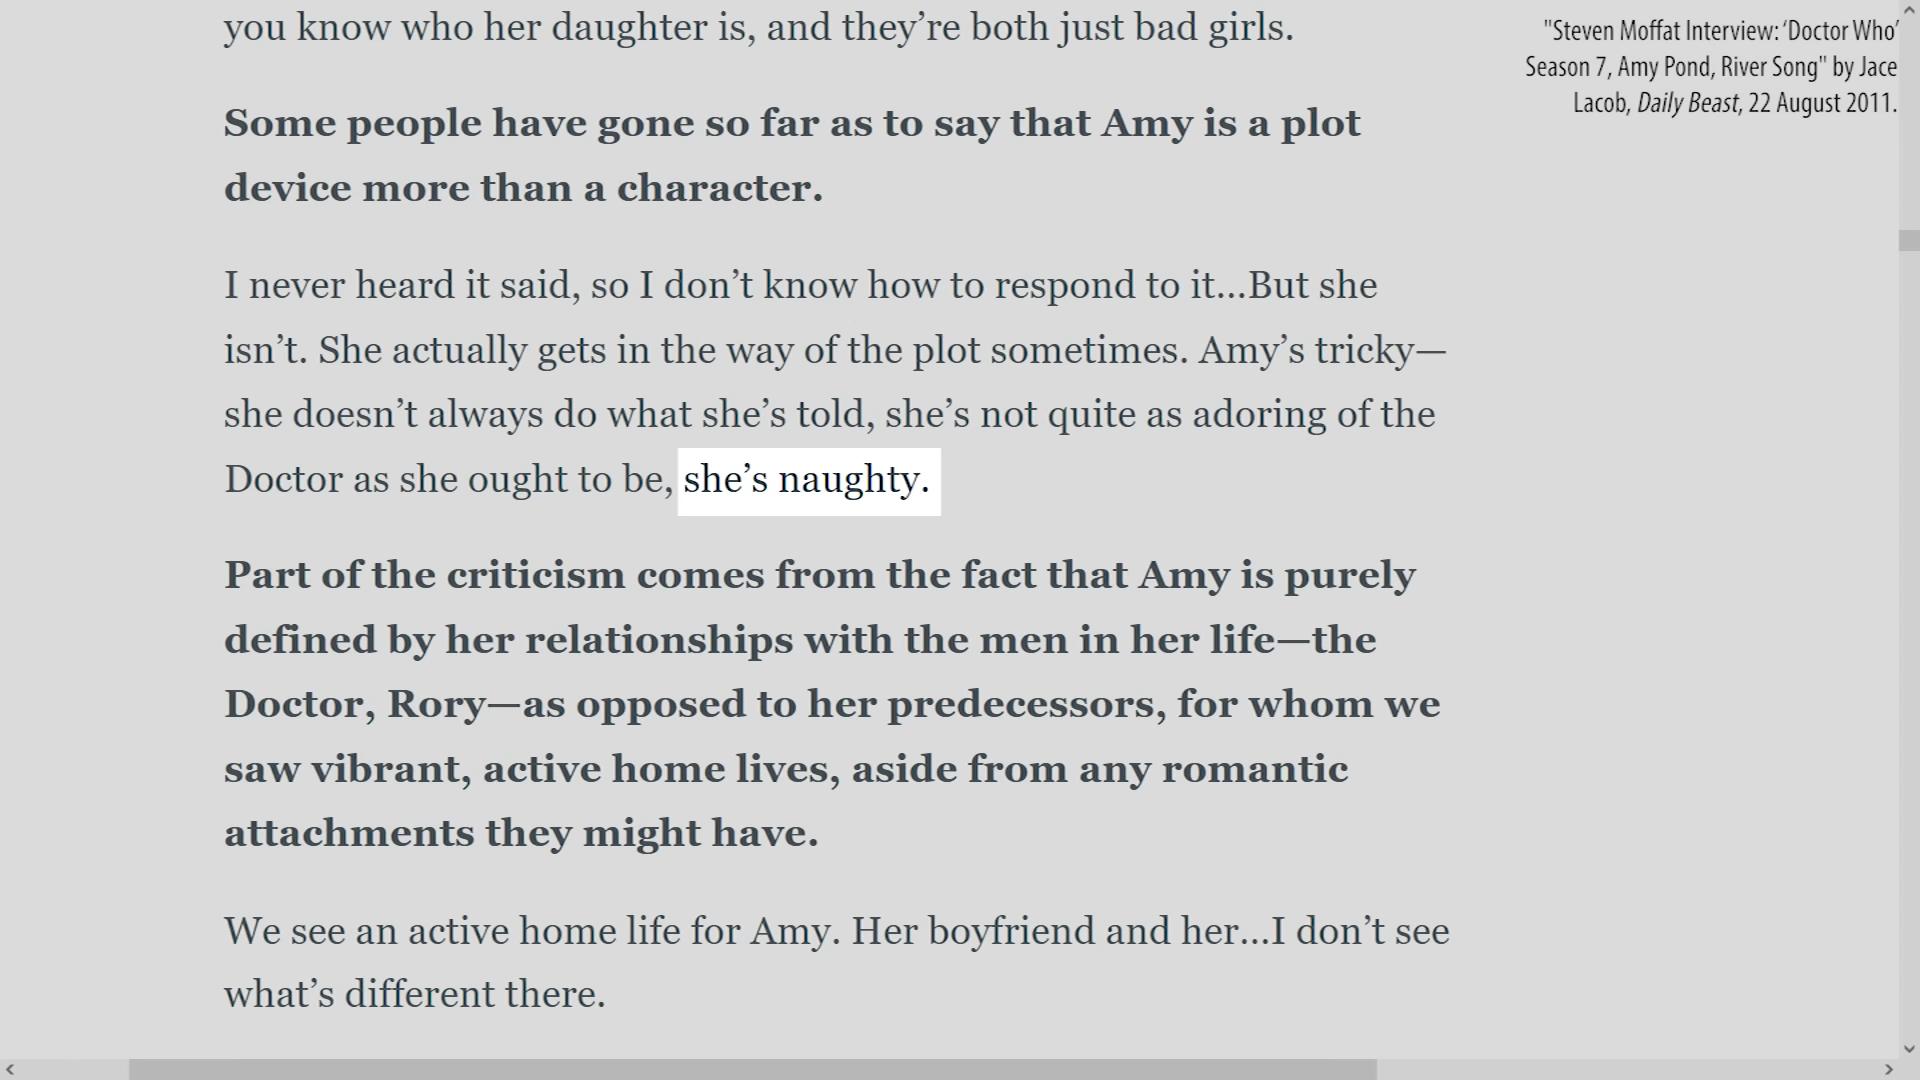 you know who her daughter is, and they’re both just bad girls.
"Steven Moffat Interview: ‘Doctor Who’
Season 7, Amy Pond, River Song" by Jace
Lacob, Daily Beast, 22 August 2011.
Some people have gone so far as to say that Amy is a plot
device more than a character.
I never heard it said, so I don’t know how to respond to it...But she
isn’t. She actually gets in the way of the plot sometimes. Amy’s tricky—
she doesn’t always do what she’s told, she’s not quite as adoring of the
Doctor as she ought to be, she’s naughty.
Part of the criticism comes from the fact that Amy is purely
defined by her relationships with the men in her life—the
Doctor, Rory—as opposed to her predecessors, for whom we
saw vibrant, active home lives, aside from any romantic
attachments they might have.
We see an active home life for Amy. Her boyfriend and her...I don’t see
what’s different there.